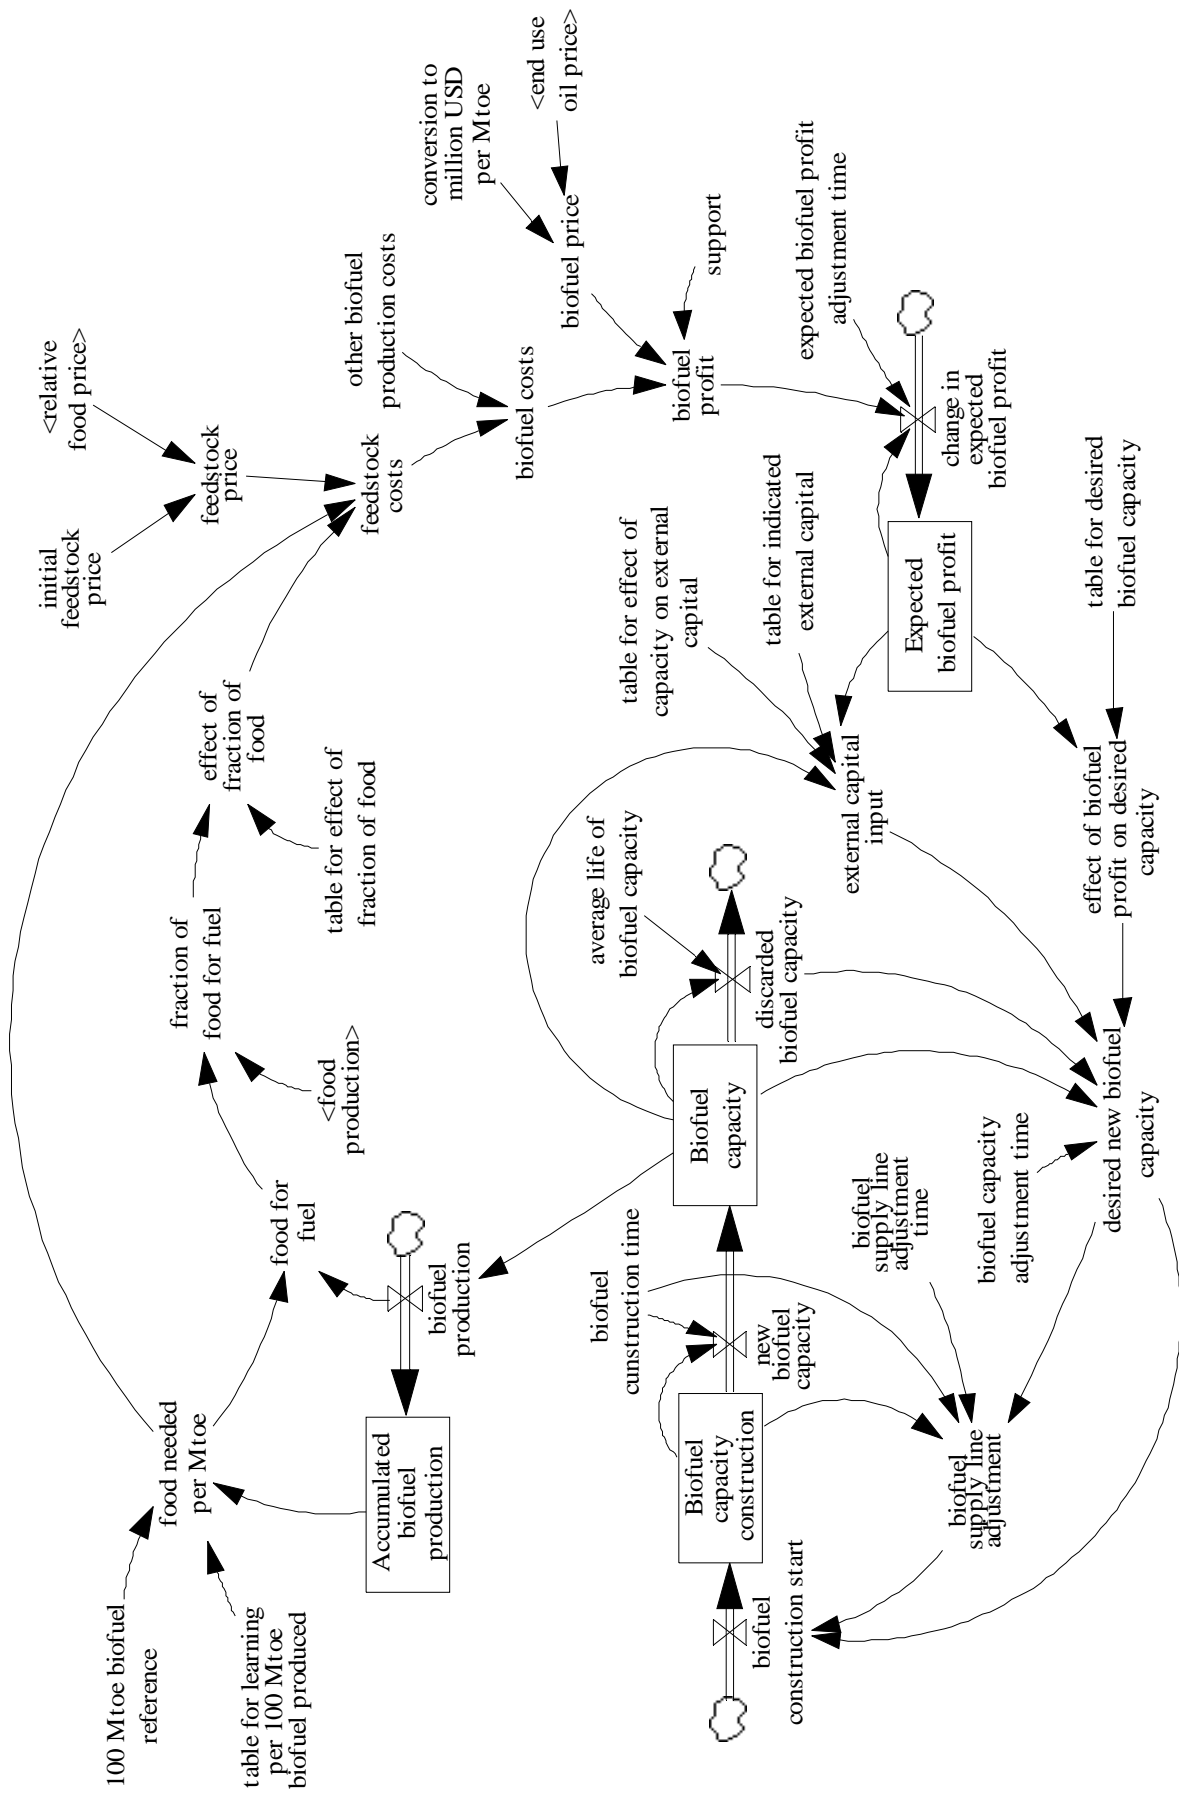 100 Mtoe biofuel
reference
table for learning
per 100 Mtoe
biofuel produced
food needed
per Mtoe
Accumulated
biofuel
production
biofuel
production
food for
fuel
<food
production>
fraction of
food for fuel
table for effect of
fraction of food
effect of
fraction of
food
initial
feedstock
price
<relative
food price>
feedstock
price
feedstock
costs
other biofuel
production costs
biofuel costs
conversion to
million USD
per Mtoe
<end use
oil price>
biofuel price
biofuel
profit
support
expected biofuel profit
adjustment time
change in
expected
biofuel profit
Expected
biofuel profit
table for effect of
capacity on external
capital
table for indicated
external capital
external capital
input
table for desired
biofuel capacity
effect of biofuel
profit on desired
capacity
average life of
biofuel capacity
discarded
biofuel capacity
Biofuel
capacity
biofuel
cunstruction time
new
biofuel
capacity
Biofuel
capacity
construction
biofuel
construction start
biofuel
supply line
adjustment
time
biofuel capacity
adjustment time
desired new biofuel
capacity
biofuel
supply line
adjustment